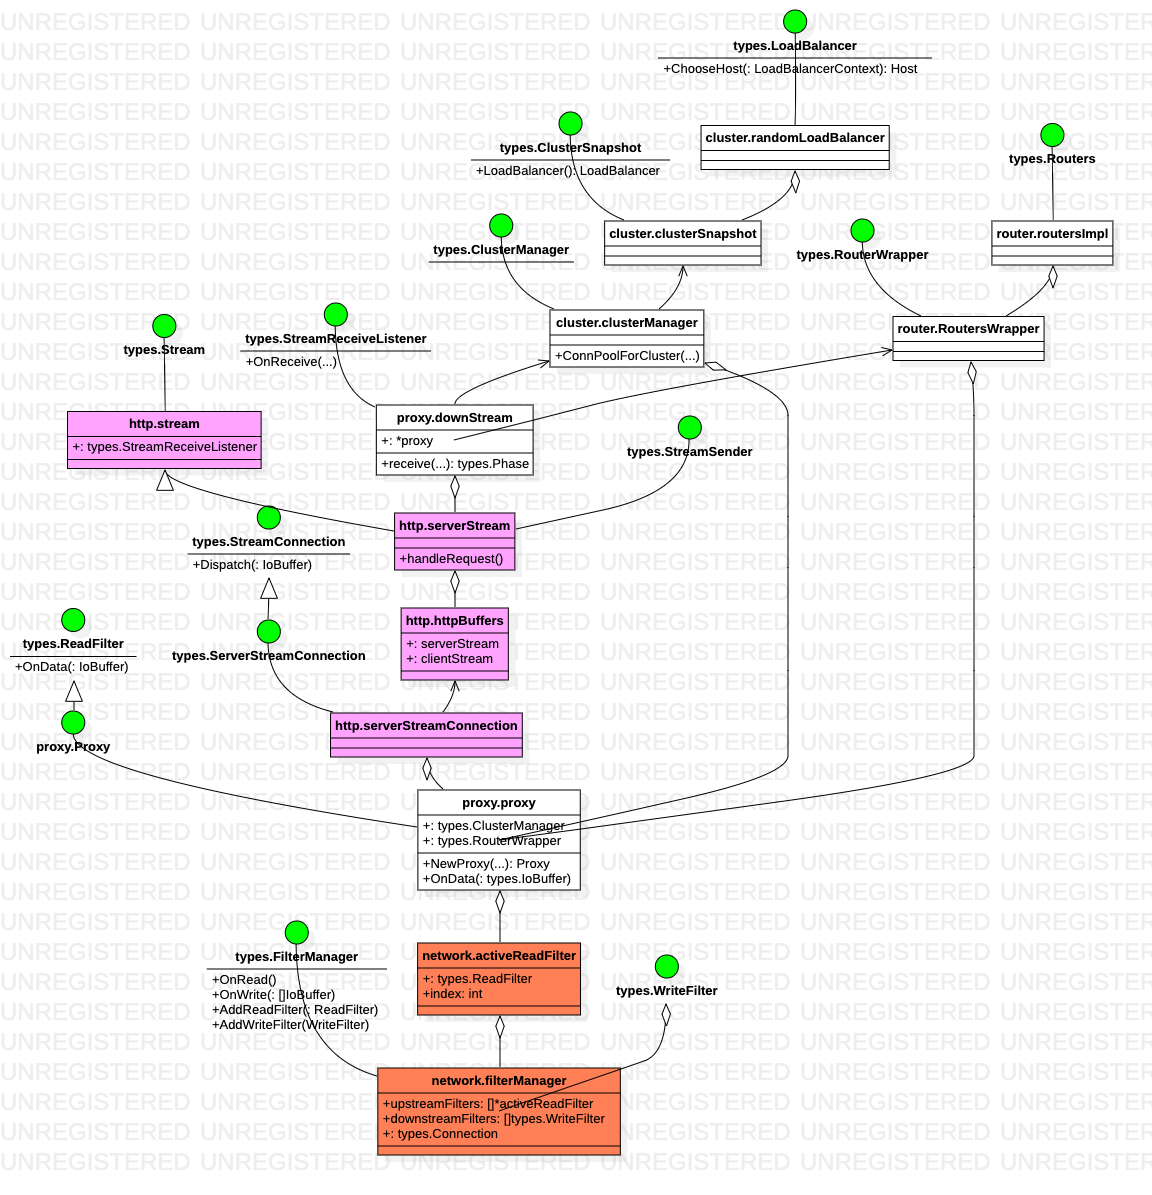 types.LoadBalancer
+ChooseHost(: LoadBalancerContext): Host
cluster.randomLoadBalancer
types.ClusterSnapshot
+LoadBalancer(): LoadBalancer
types.Routers
cluster.clusterSnapshot
router.routersImpl
types.ClusterManager
types.RouterWrapper
cluster.clusterManager
+ConnPoolForCluster(...)
router.RoutersWrapper
types.StreamReceiveListener
+OnReceive(...)
types.Stream
http.stream
+: types.StreamReceiveListener
proxy.downStream
+: *proxy
+receive(...): types.Phase
types.StreamSender
http.serverStream
+handleRequest()
types.StreamConnection
+Dispatch(: IoBuffer)
http.httpBuffers
+: serverStream
+: clientStream
types.ReadFilter
+OnData(: IoBuffer)
types.ServerStreamConnection
http.serverStreamConnection
proxy.Proxy
proxy.proxy
+: types.ClusterManager
+: types.RouterWrapper
+NewProxy(...): Proxy
+OnData(: types.IoBuffer)
types.FilterManager
+OnRead()
+OnWrite(: []IoBuffer)
+AddReadFilter(: ReadFilter)
+AddWriteFilter(WriteFilter)
network.activeReadFilter
+: types.ReadFilter
+index: int
types.WriteFilter
network.filterManager
+upstreamFilters: []*activeReadFilter
+downstreamFilters: []types.WriteFilter
+: types.Connection
UNREGISTERED